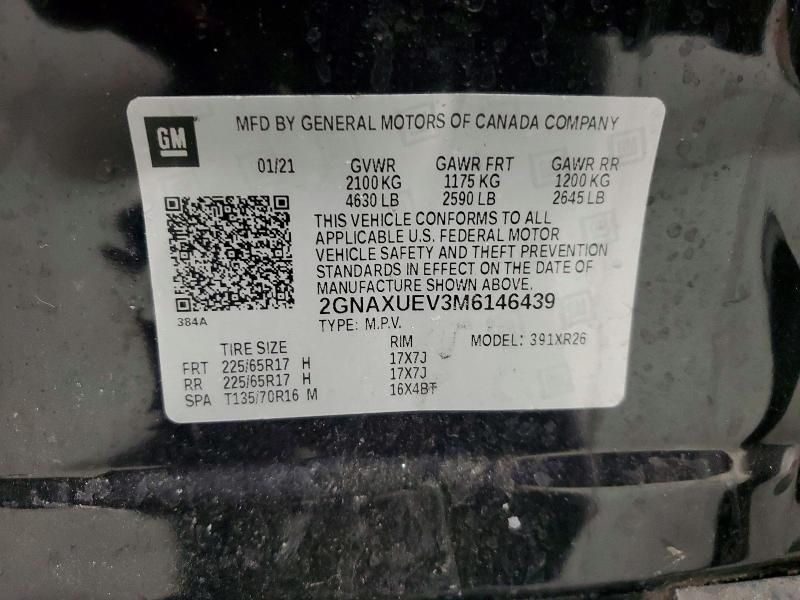 GM
MFD BY GENERAL MOTORS OF CANADA COMPANY
01/21 GVWR GAWR FRT GAWR RR
2100 KG 1175 KG 1200 KG
4630 LB 2590 LB 2645 LB
THIS VEHICLE CONFORMS TO ALL
APPLICABLE U.S. FEDERAL MOTOR
VEHICLE SAFETY AND THEFT PREVENTION
STANDARDS IN EFFECT ON THE DATE OF
MANUFACTURE SHOWN ABOVE.
2GNAXUEV3M6146439
384A
TYPE: M.P.V.
TIRE SIZE RIM MODEL: 391XR26
FRT 225/65R17 H 17X7J
RR 225/65R17 H 17X7J
SPA T135/70R16 M 16X4BT